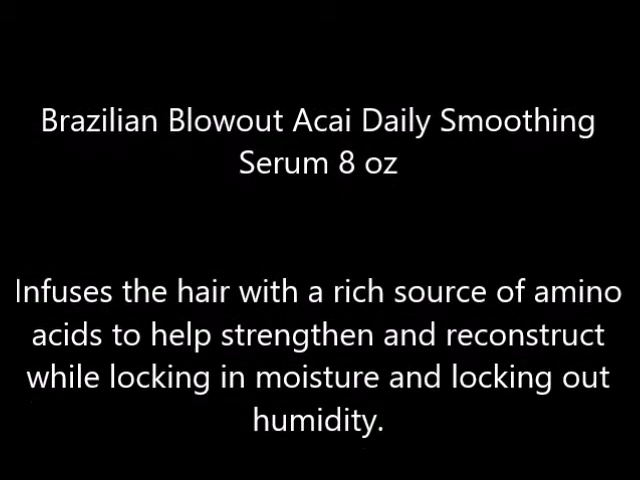 Brazilian Blowout Acai Daily Smoothing
Serum 8 oz
Infuses the hair with a rich source of amino
acids to help strengthen and reconstruct
while locking in moisture and locking out
humidity.